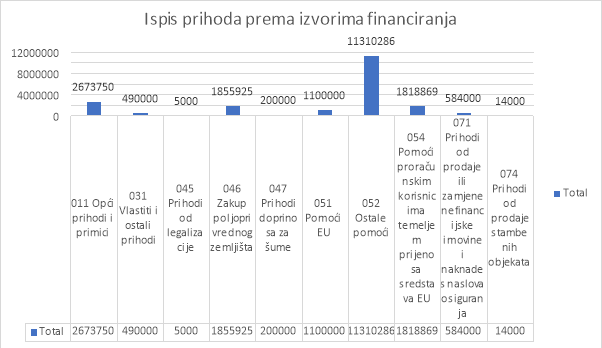 Ispis prihoda prema izvorima financiranja
12000000
8000000
4000000
0
2673750
490000
5000
1855925
200000
1100000
11310286
1818869
584000
14000
011 Opći
prihodi i
primici
031
Vlastiti i
ostali
prihodi
045
Prihodi
od
legalizac
ije
046
Zakup
poljopri
vrednog
zemljišta
047
Prihodi
doprino
sa za
šume
051
Pomoći
EU
052
Ostale
pomoći
054
Pomoći
proraču
nskim
korisnic
ima
temelje
m
prijeno
sa
sredsta
va EU
071
Prihodi
od
prodaje
ili
zamjene
nefinanc
ijske
imovine i
naknade
s naslova
osiguranj
a
074
Prihodi
od
prodaje
stambe
nih
objekata
Total
Total 2673750 490000 5000 1855925 200000 1100000 11310286 1818869 584000 14000